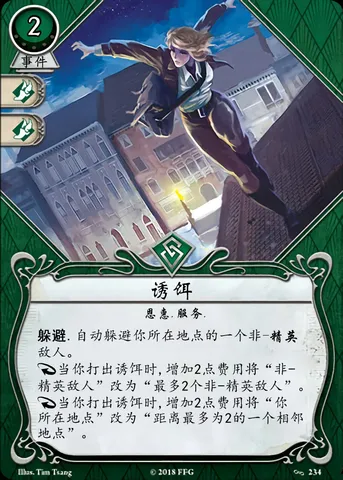 2
事件
诱饵
恩惠. 服务.
躲避. 自动躲避你所在地点的一个非-精英
敌人。
当你打出诱饵时,增加2点费用将“非-
精英敌人”改为“最多2个非-精英敌人”。
当你打出诱饵时,增加2点费用将“你
所在地点”改为“距离最多为2的一个相邻
地点”。
Illus. Tim Tsang © 2018 FFG 234